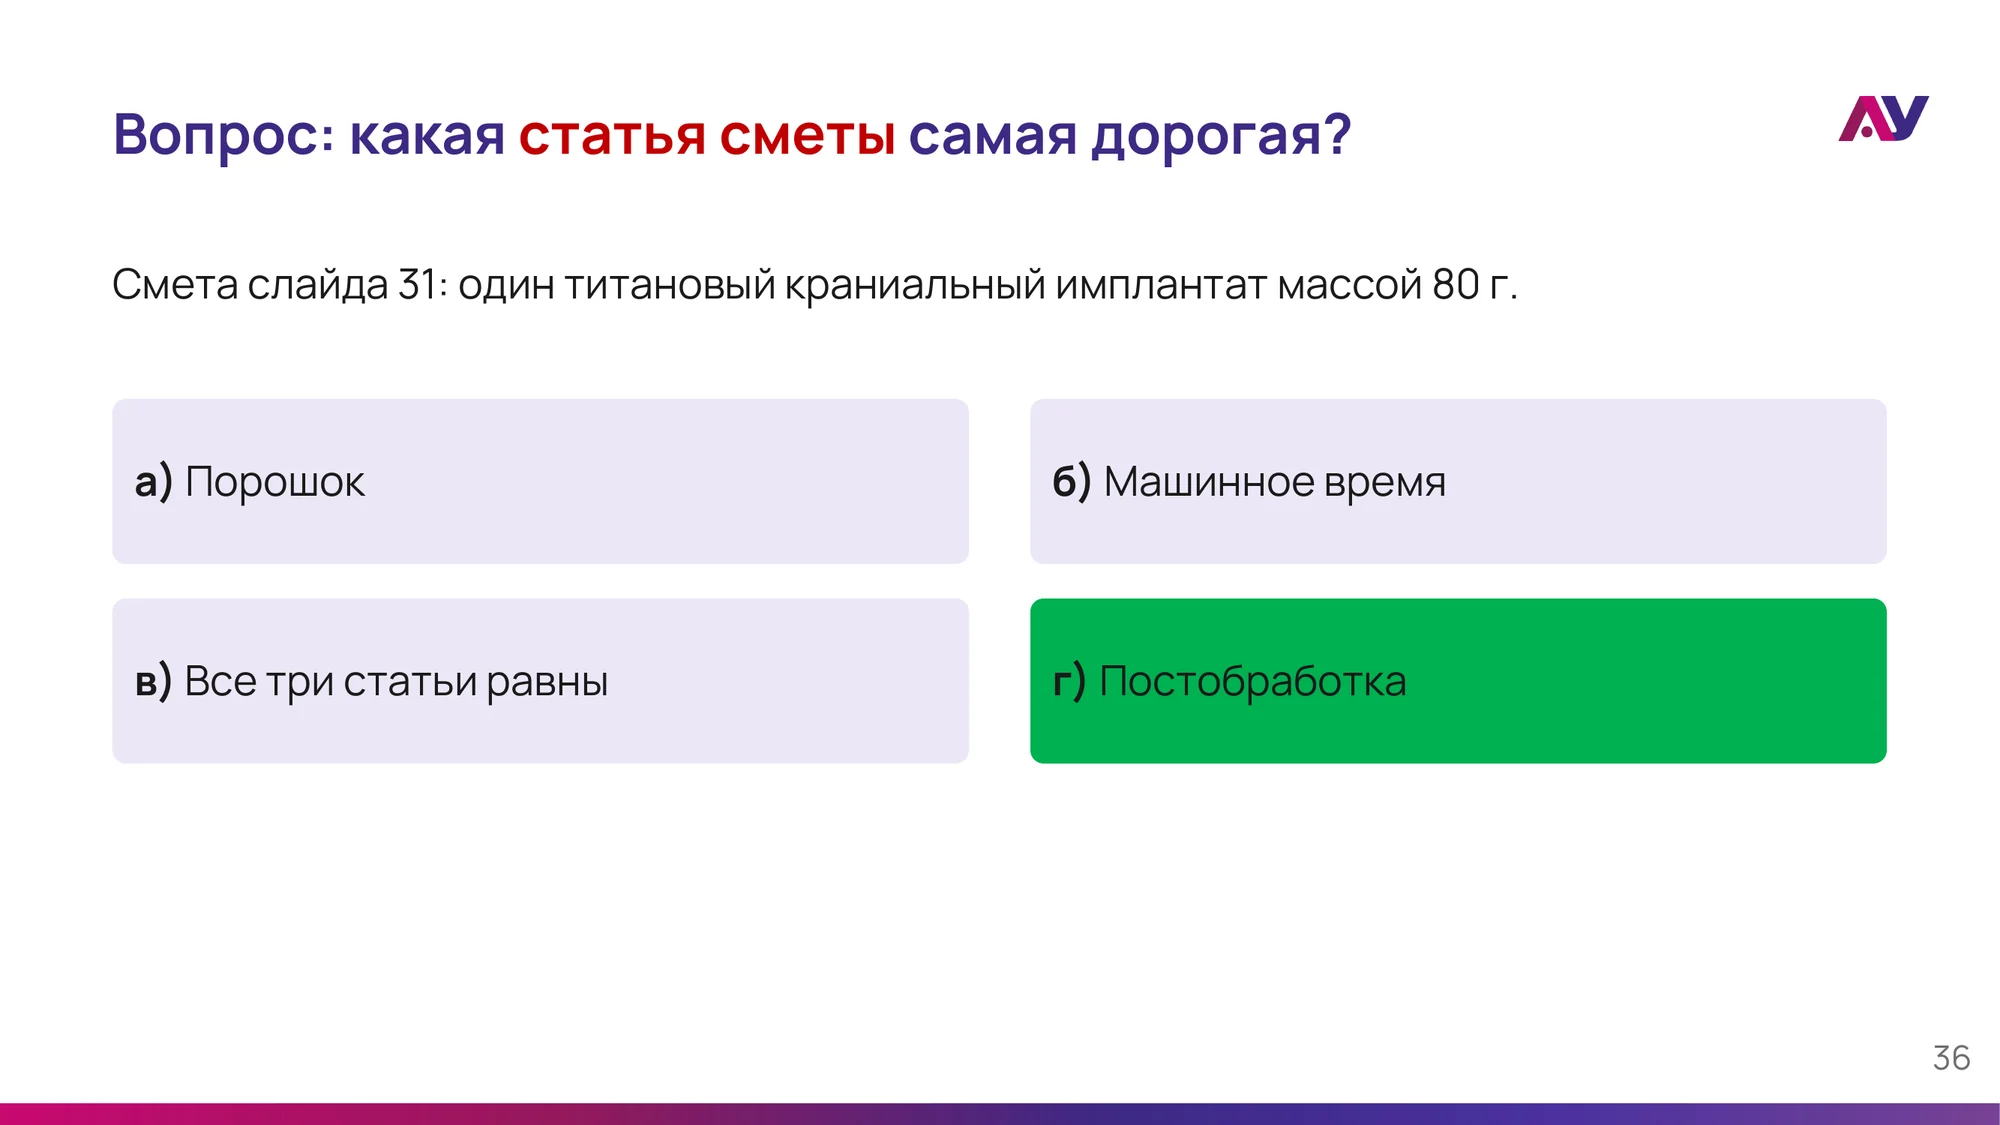 Вопрос: какая статья сметы самая дорогая?
АУ
Смета слайда 31: один титановый краниальный имплантат массой 80 г.
а) Порошок
б) Машинное время
в) Все три статьи равны
г) Постобработка
36